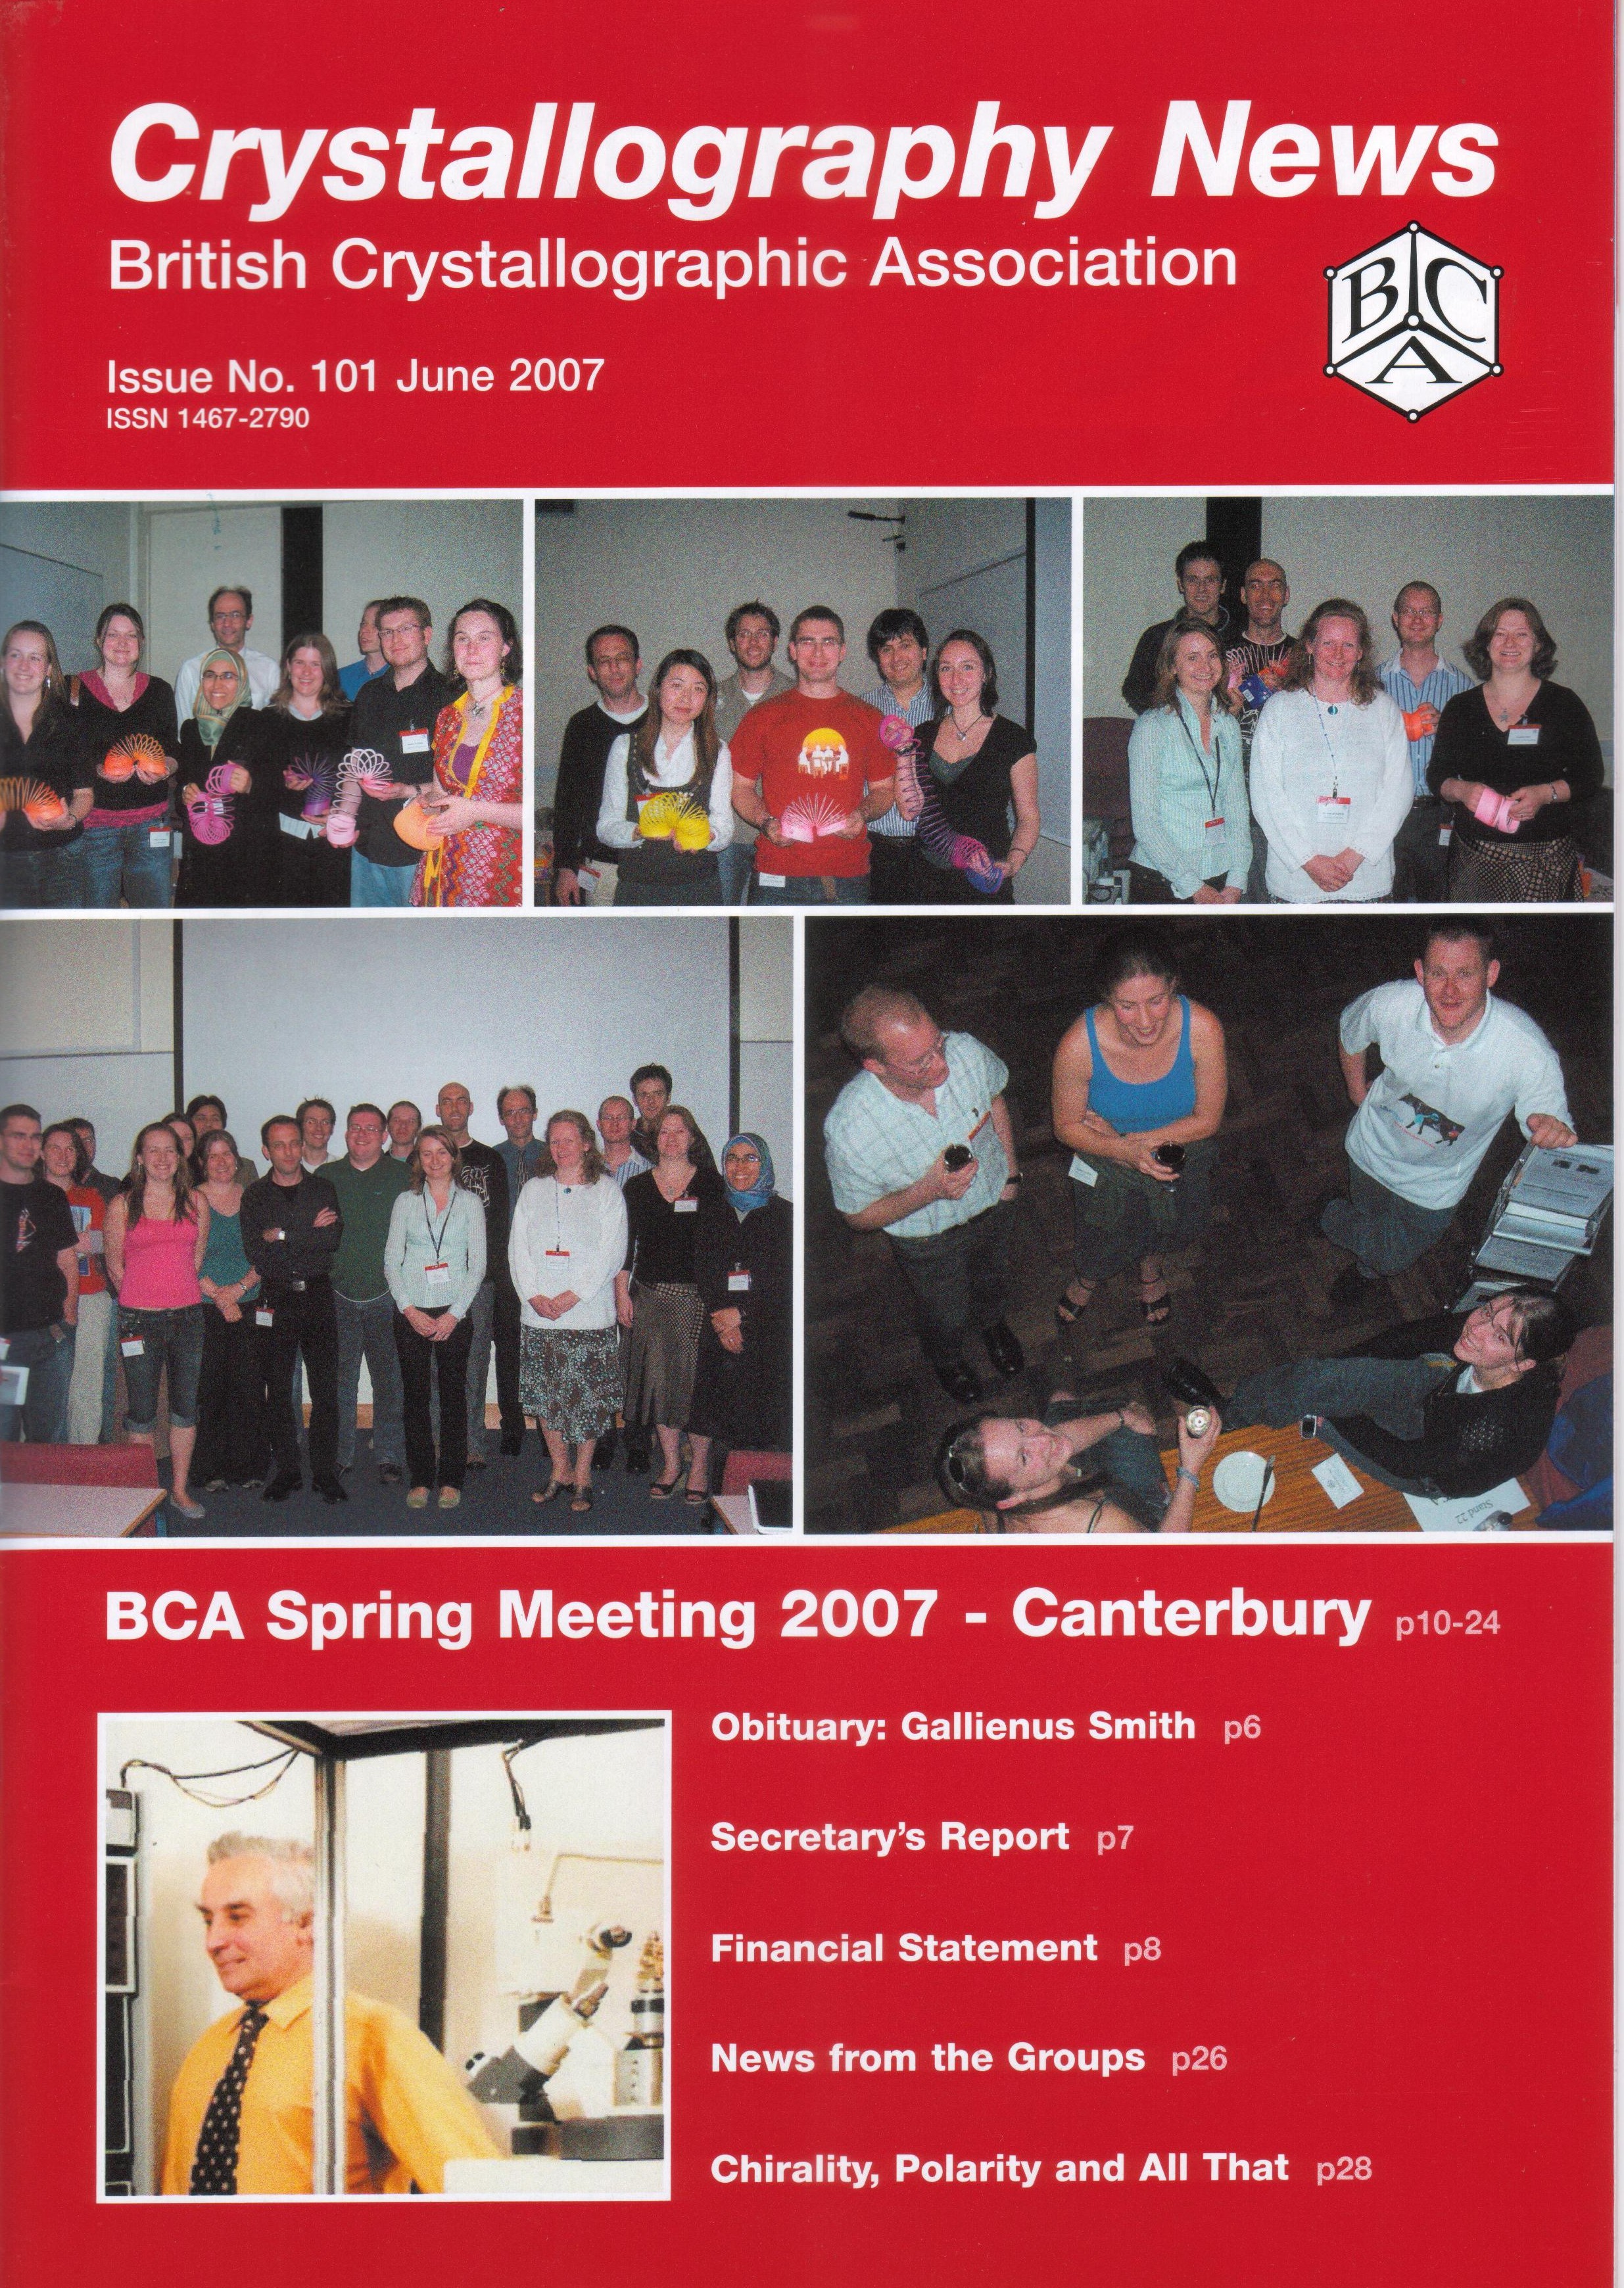 Crystallography News
British Crystallographic Association
B C
A
Issue No. 101 June 2007
ISSN 1467-2790
Stand 22
BCA Spring Meeting 2007 - Canterbury p10-24
Obituary: Gallienus Smith p6
Secretary's Report p7
Financial Statement p8
News from the Groups p26
Chirality, Polarity and All That p28